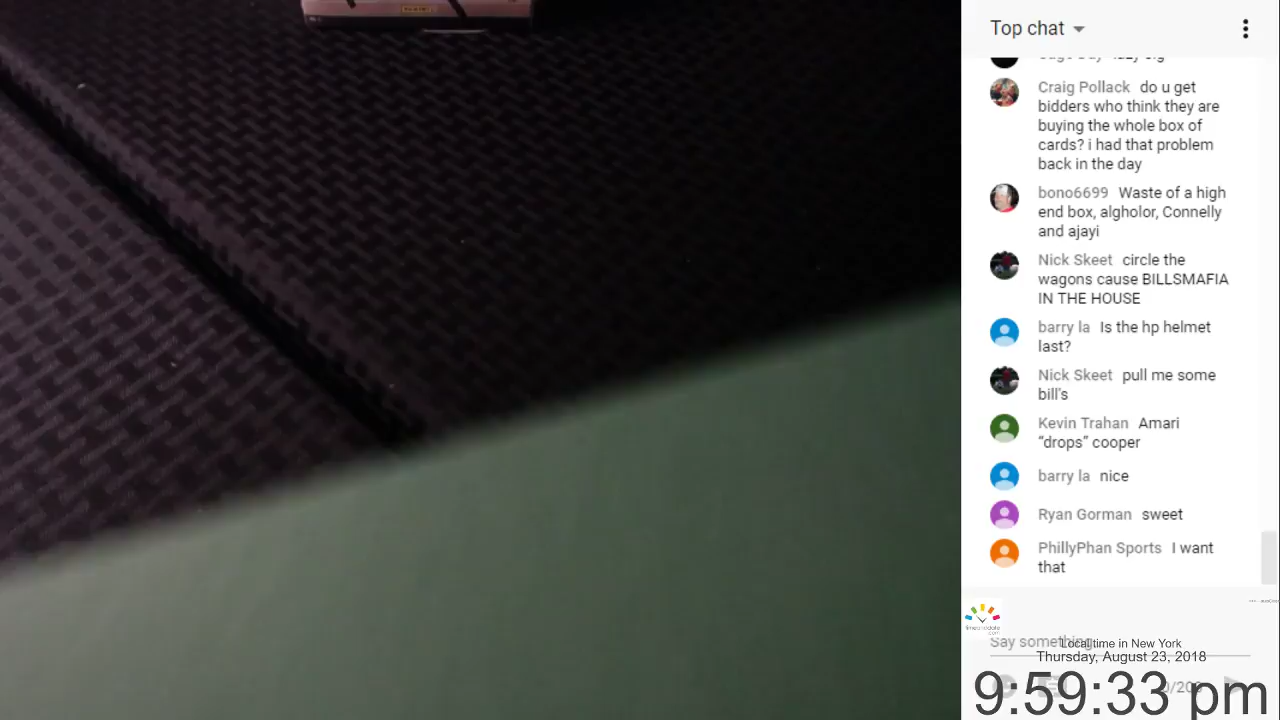 Top chat
Craig Pollack do u get
bidders who think they are
buying the whole box of
cards? i had that problem
back in the day
bono6699 Waste of a high
end box, algholor, Connelly
and ajayi
Nick Skeet circle the
wagons cause BILLSMAFIA
IN THE HOUSE
barry la Is the hp helmet
last?
Nick Skeet pull me some
bill's
Kevin Trahan Amari
“drops” cooper
barry la nice
Ryan Gorman sweet
PhillyPhan Sports I want
that
Say something...
Local time in New York
Thursday, August 23, 2018
9:59:33 pm
0/200